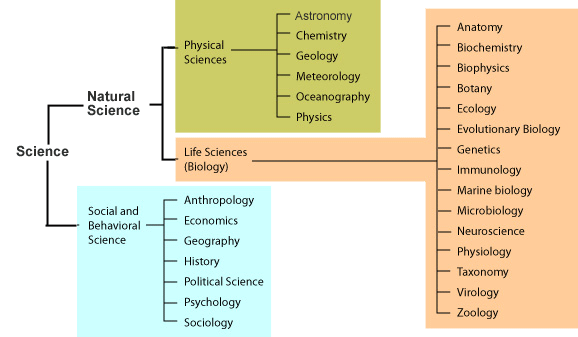 Science
Natural
Science
Physical
Sciences
Astronomy
Chemistry
Geology
Meteorology
Oceanography
Physics
Life Sciences
(Biology)
Anatomy
Biochemistry
Biophysics
Botany
Ecology
Evolutionary Biology
Genetics
Immunology
Marine biology
Microbiology
Neuroscience
Physiology
Taxonomy
Virology
Zoology
Social and
Behavioral
Science
Anthropology
Economics
Geography
History
Political Science
Psychology
Sociology